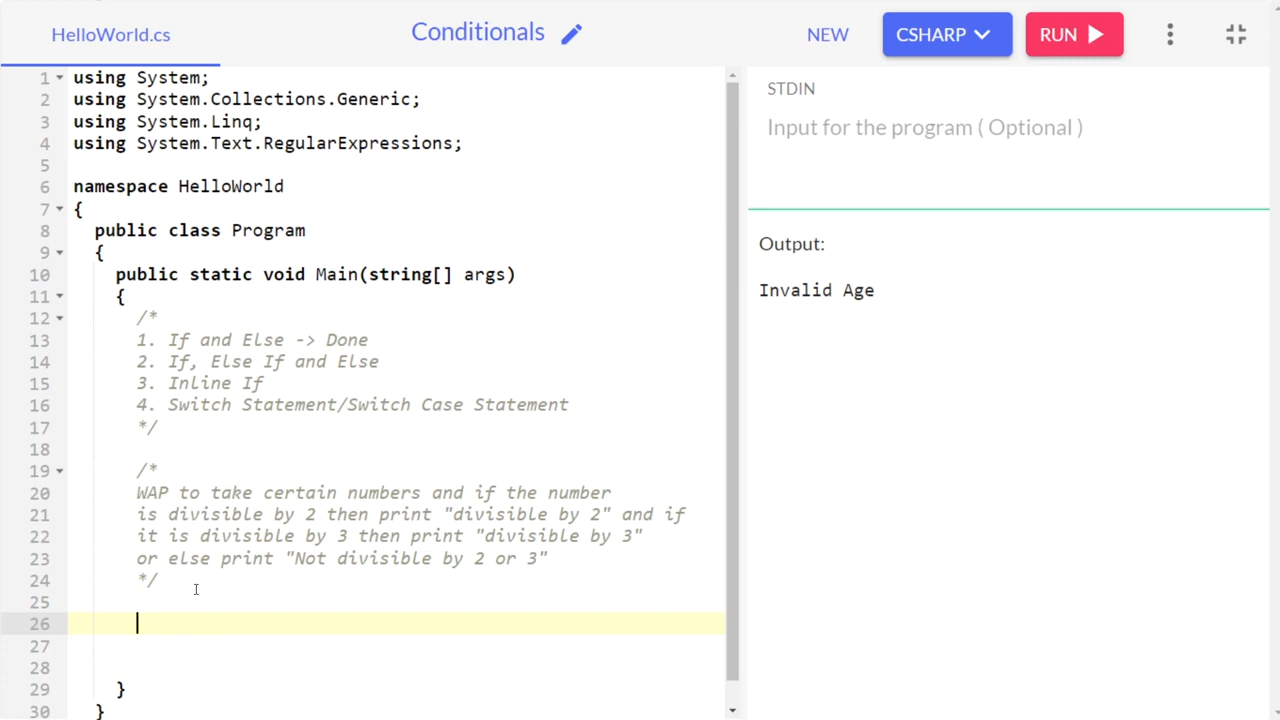 HelloWorld.cs
Conditionals
NEW
CSHARP
RUN
1 using System;
2 using System.Collections.Generic;
3 using System.Linq;
4 using System.Text.RegularExpressions;
5
6 namespace HelloWorld
7 {
8 public class Program
9 {
10 public static void Main(string[] args)
11 {
12 /*
13 1. If and Else -> Done
14 2. If, Else If and Else
15 3. Inline If
16 4. Switch Statement/Switch Case Statement
17 */
18
19 /*
20 WAP to take certain numbers and if the number
21 is divisible by 2 then print "divisible by 2" and if
22 it is divisible by 3 then print "divisible by 3"
23 or else print "Not divisible by 2 or 3"
24 */
25
26
27
28
29 }
30 }
STDIN
Input for the program ( Optional )
Output:
Invalid Age